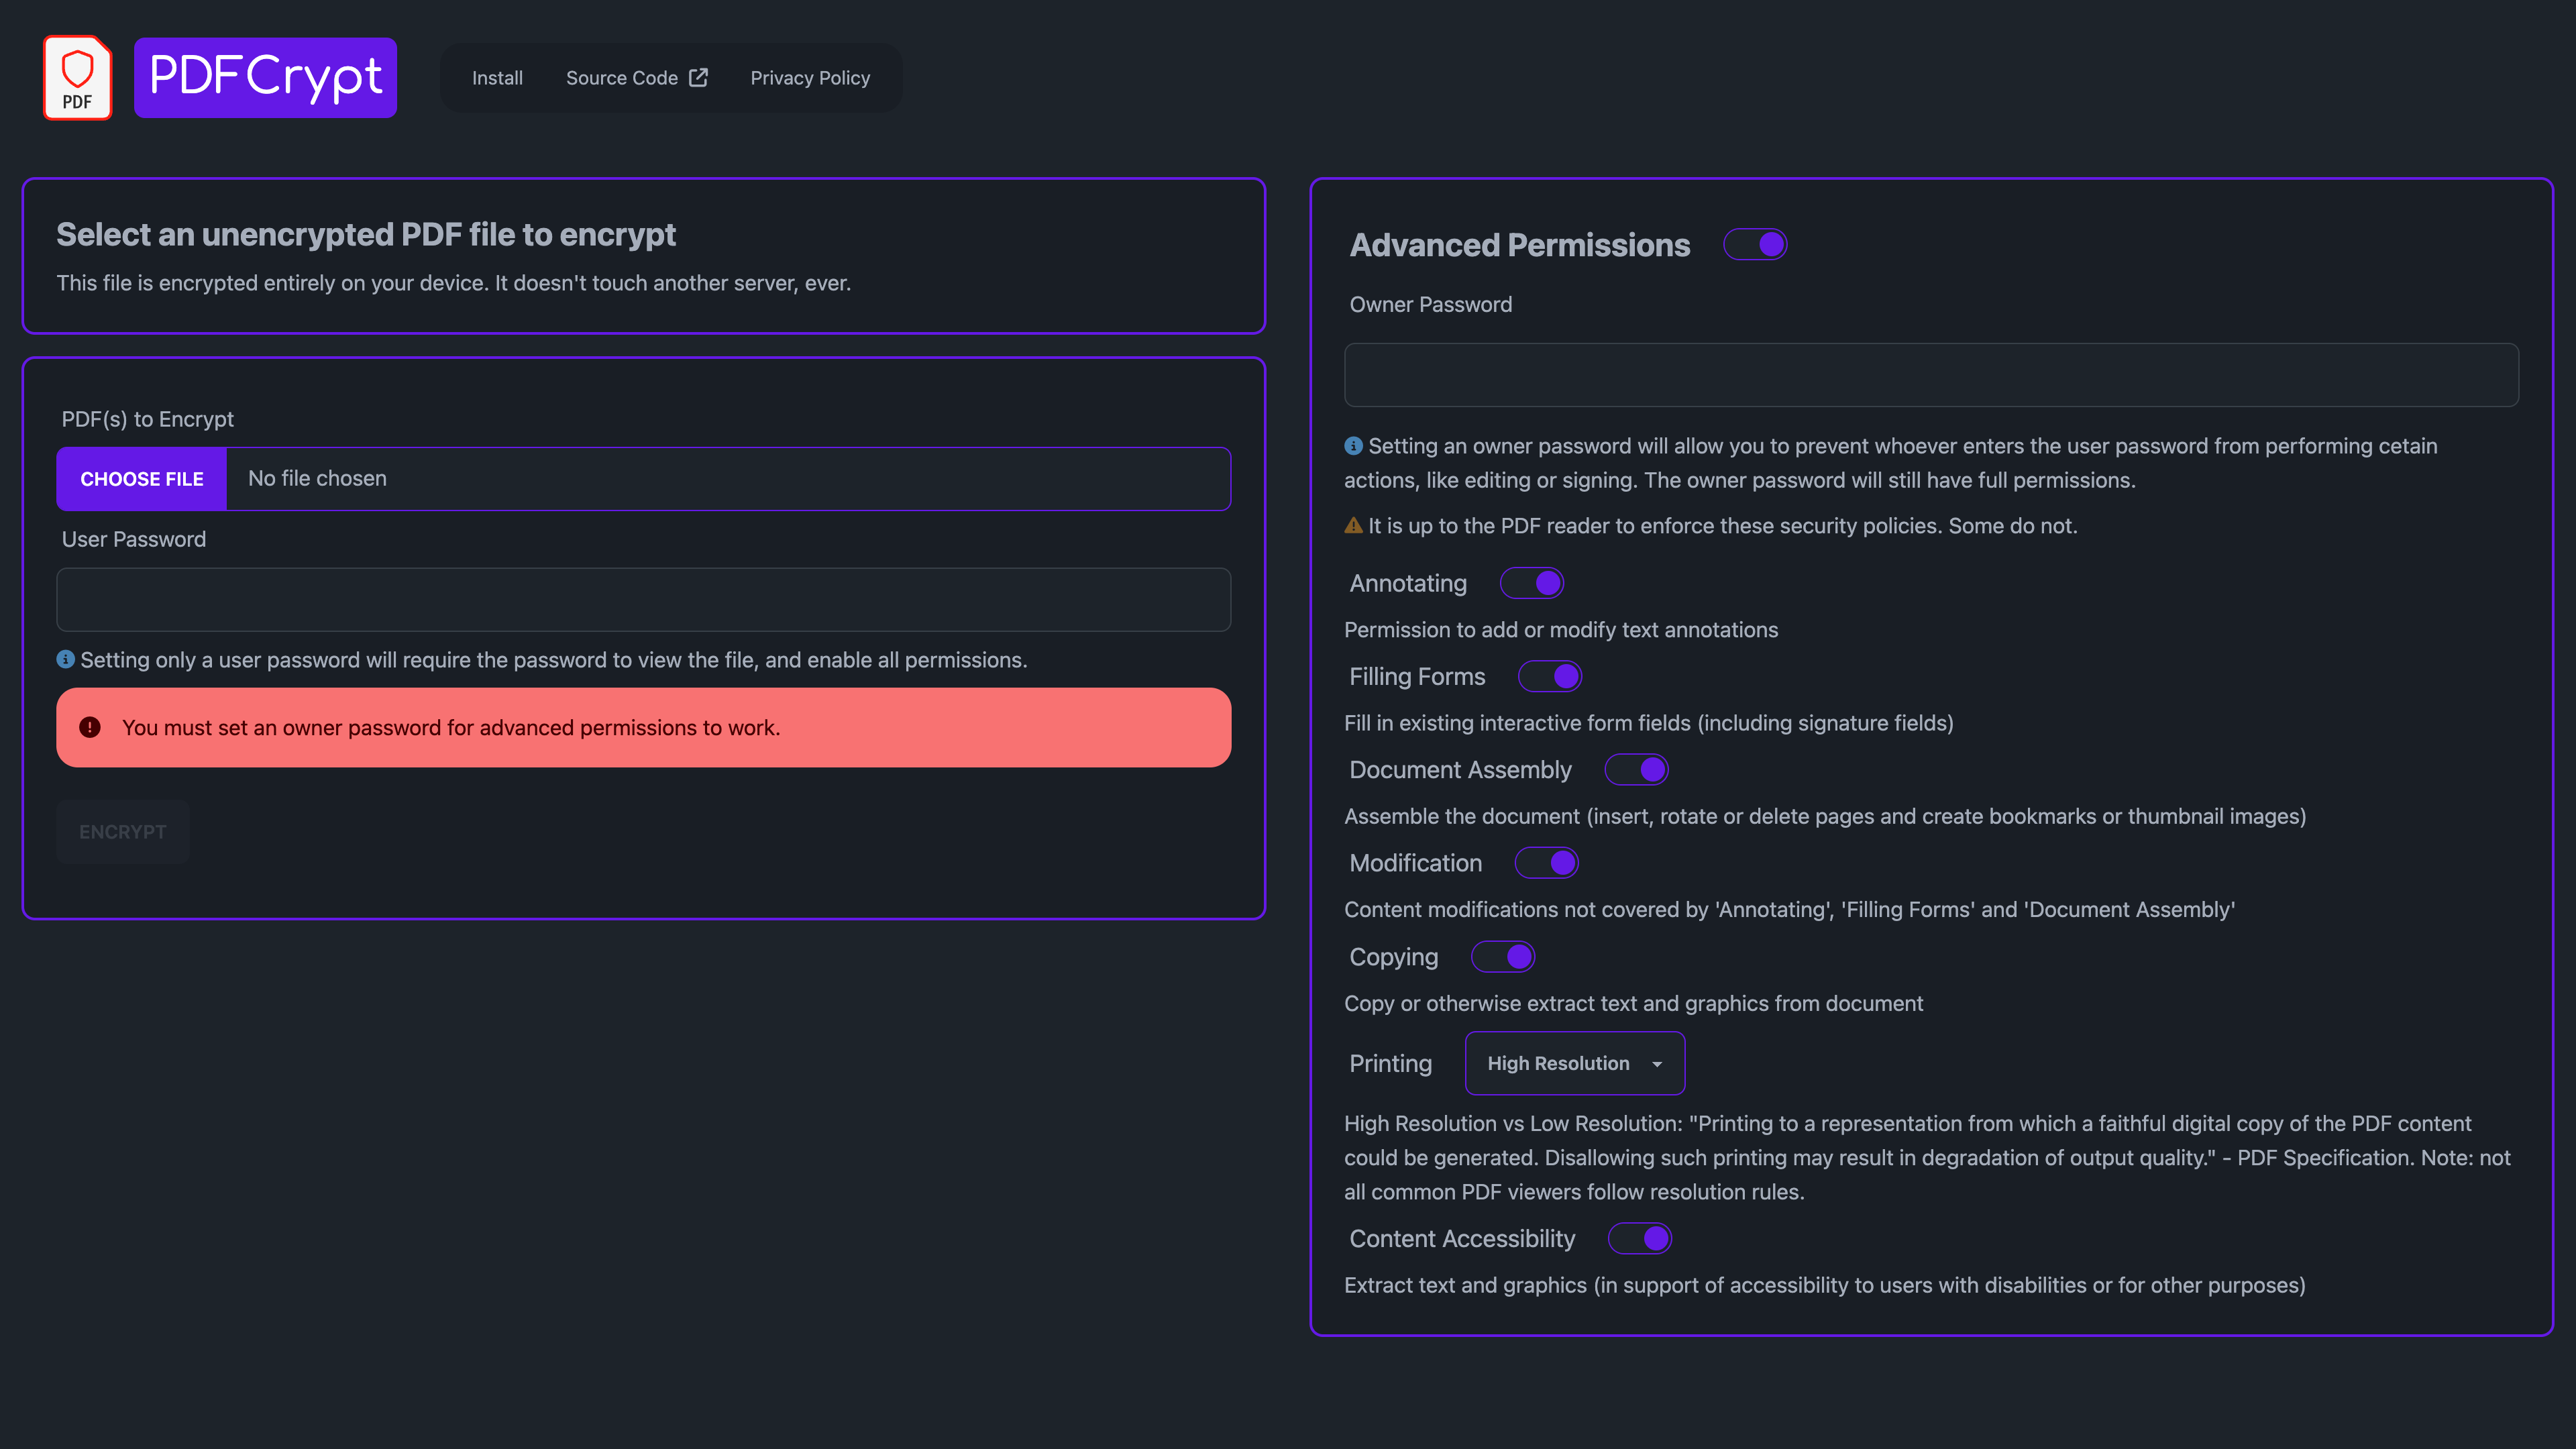 PDF
PDFCrypt
Install
Source Code
Privacy Policy
Select an unencrypted PDF file to encrypt
This file is encrypted entirely on your device. It doesn't touch another server, ever.
PDF(s) to Encrypt
CHOOSE FILE
No file chosen
User Password
Setting only a user password will require the password to view the file, and enable all permissions.
You must set an owner password for advanced permissions to work.
ENCRYPT
Advanced Permissions
Owner Password
Setting an owner password will allow you to prevent whoever enters the user password from performing cetain
actions, like editing or signing. The owner password will still have full permissions.
It is up to the PDF reader to enforce these security policies. Some do not.
Annotating
Permission to add or modify text annotations
Filling Forms
Fill in existing interactive form fields (including signature fields)
Document Assembly
Assemble the document (insert, rotate or delete pages and create bookmarks or thumbnail images)
Modification
Content modifications not covered by 'Annotating', 'Filling Forms' and 'Document Assembly'
Copying
Copy or otherwise extract text and graphics from document
Printing
High Resolution
High Resolution vs Low Resolution: "Printing to a representation from which a faithful digital copy of the PDF content
could be generated. Disallowing such printing may result in degradation of output quality." - PDF Specification. Note: not
all common PDF viewers follow resolution rules.
Content Accessibility
Extract text and graphics (in support of accessibility to users with disabilities or for other purposes)